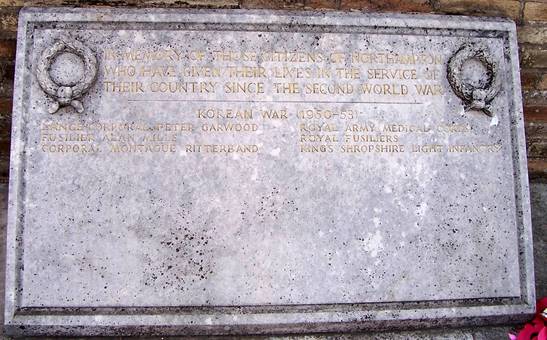 IN MEMORY OF THOSE CITIZENS OF NORTHAMPTON
WHO HAVE GIVEN THEIR LIVES IN THE SERVICE OF
THEIR COUNTRY SINCE THE SECOND WORLD WAR
KOREAN WAR (1950-53)
LANCE CORPORAL PETER GARWOOD ROYAL ARMY MEDICAL CORPS
FUSILIER ALAN ROYAL FUSILIERS
CORPORAL MONTAGUE RITTERBAND KING'S SHROPSHIRE LIGHT INFANTRY